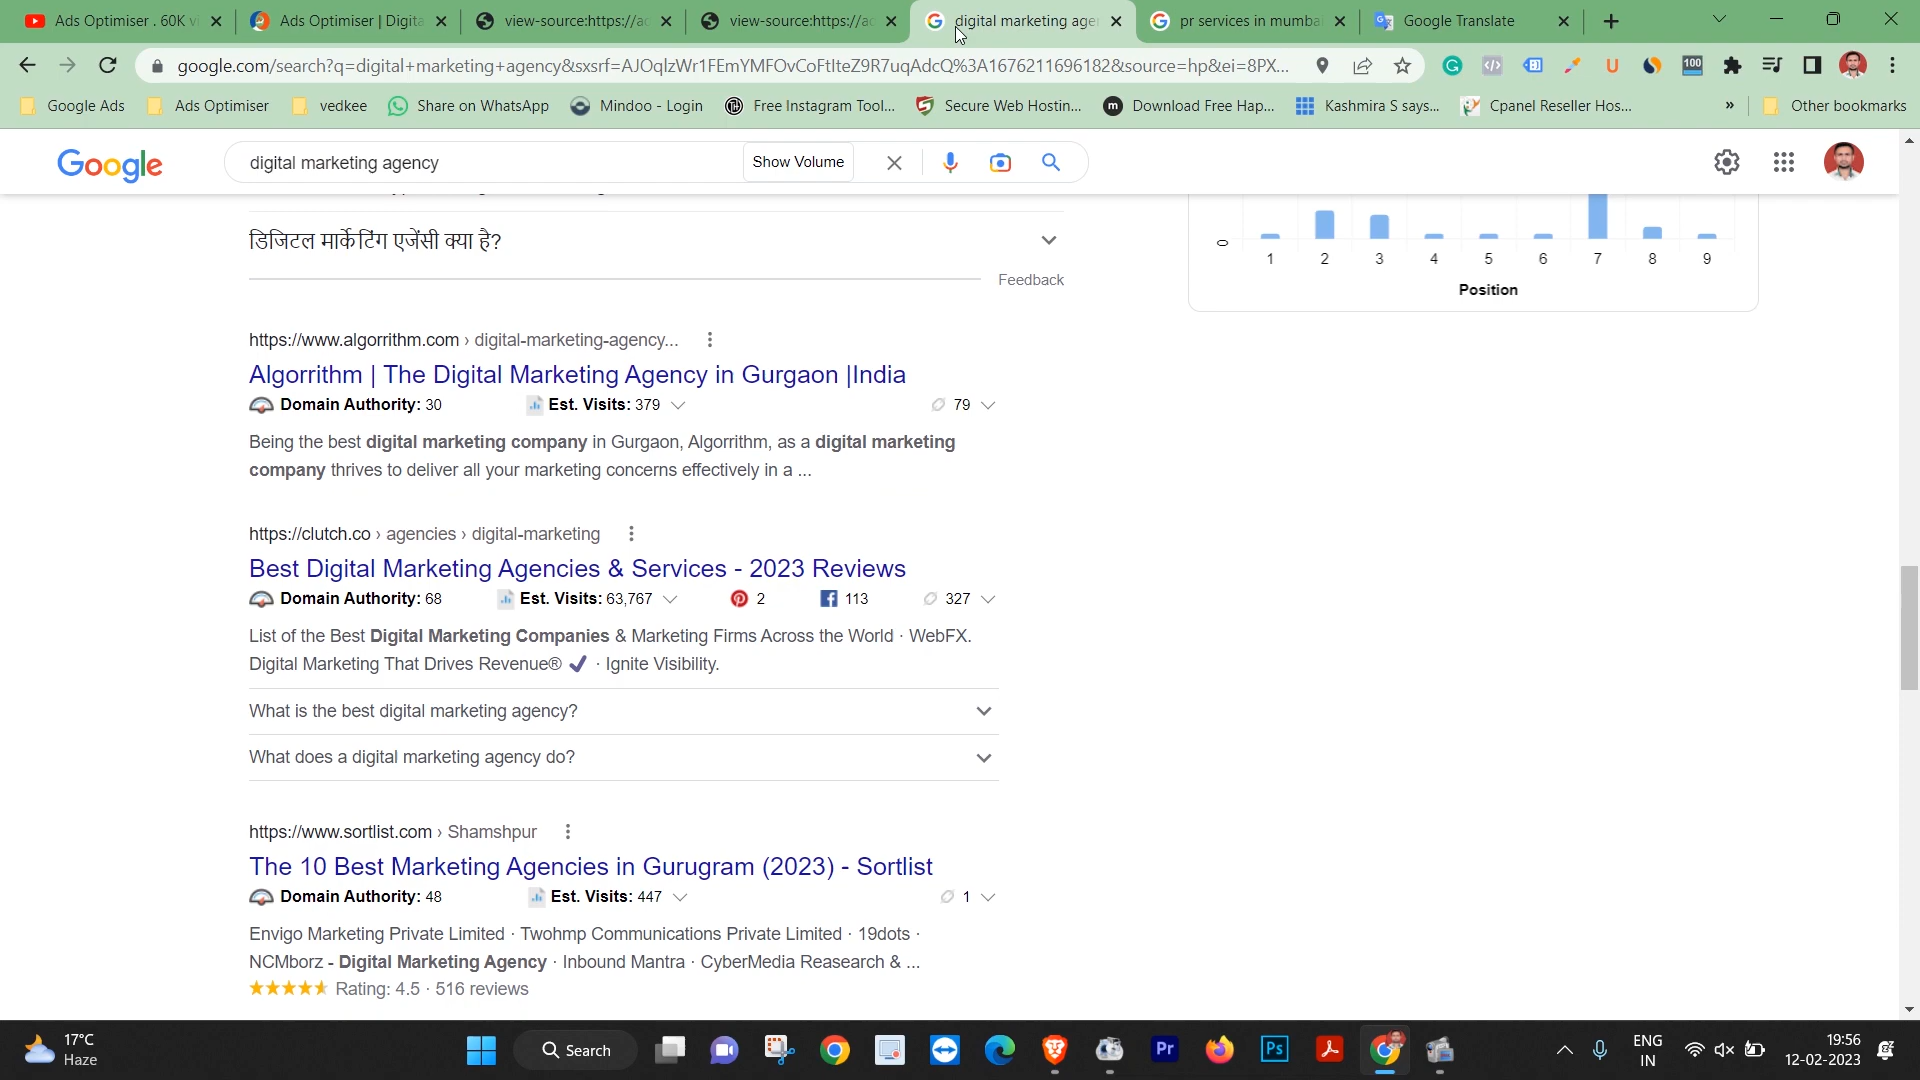 Ads Optimiser . 60K vi
Ads Optimiser | Digita
view-source:https://ac
view-source:https://ac
digital marketing agen
pr services in mumba
Google Translate
google.com/search?q=digital+marketing+agency&sxsrf=AJOqlzWr1FEmYMFOvCoFtIteZ9R7uqAdcQ%3A1676211696182&source=hp&ei=8PX...
100
Google Ads
Ads Optimiser
vedkee
Share on WhatsApp
Mindoo - Login
Free Instagram Tool...
Secure Web Hostin...
Download Free Hap...
Kashmira S says...
Cpanel Reseller Hos...
»
Other bookmarks
Google
digital marketing agency
Show Volume
डिजिटल मार्केटिंग एजेंसी क्या है?
Feedback
0
1 2 3 4 5 6 7 8 9
Position
https://www.algorrithm.com › digital-marketing-agency...
Algorrithm | The Digital Marketing Agency in Gurgaon |India
Domain Authority: 30 Est. Visits: 379 79
Being the best digital marketing company in Gurgaon, Algorrithm, as a digital marketing
company thrives to deliver all your marketing concerns effectively in a ...
https://clutch.co › agencies › digital-marketing
Best Digital Marketing Agencies & Services - 2023 Reviews
Domain Authority: 68 Est. Visits: 63,767 2 113 327
List of the Best Digital Marketing Companies & Marketing Firms Across the World · WebFX.
Digital Marketing That Drives Revenue® ✔ · Ignite Visibility.
What is the best digital marketing agency?
What does a digital marketing agency do?
https://www.sortlist.com › Shamshpur
The 10 Best Marketing Agencies in Gurugram (2023) - Sortlist
Domain Authority: 48 Est. Visits: 447 1
Envigo Marketing Private Limited · Twohmp Communications Private Limited · 19dots ·
NCMborz - Digital Marketing Agency · Inbound Mantra · CyberMedia Reasearch & ...
★★★★★ Rating: 4.5 · 516 reviews
17°C
Haze
Search
Pr
Ps
ENG
IN
19:56
12-02-2023